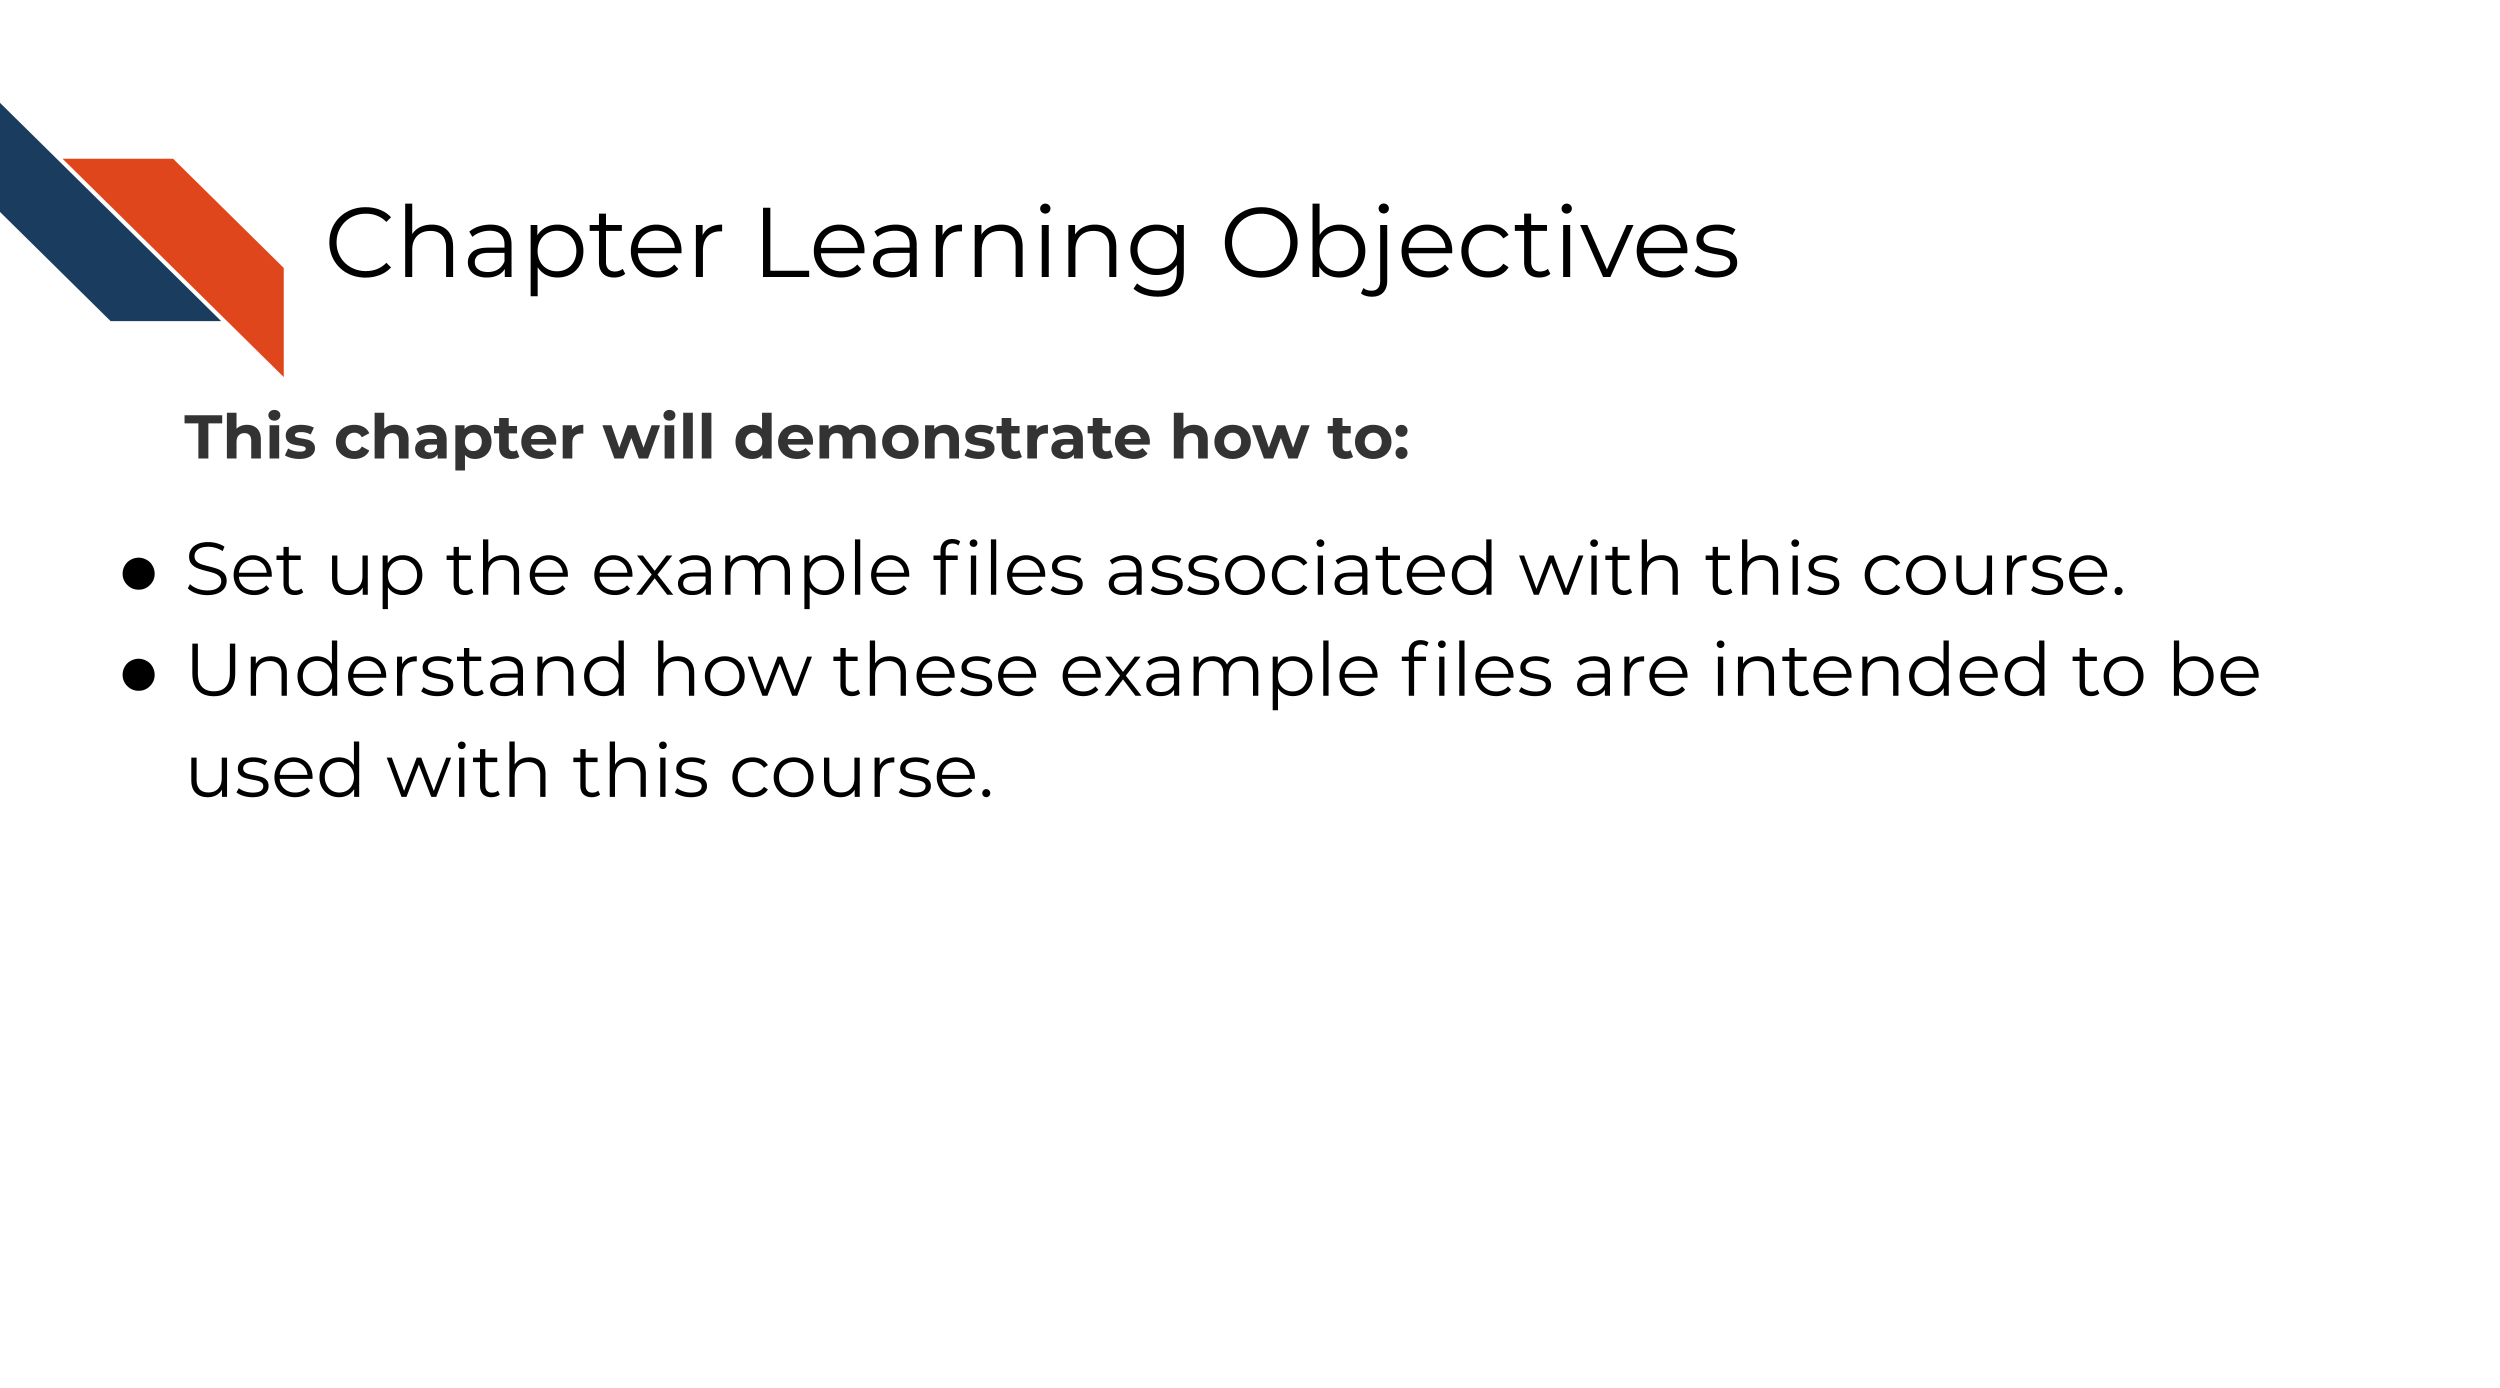 Chapter Learning Objectives
This chapter will demonstrate how to:
● Set up the example files associated with this course.
● Understand how these example files are intended to be
used with this course.